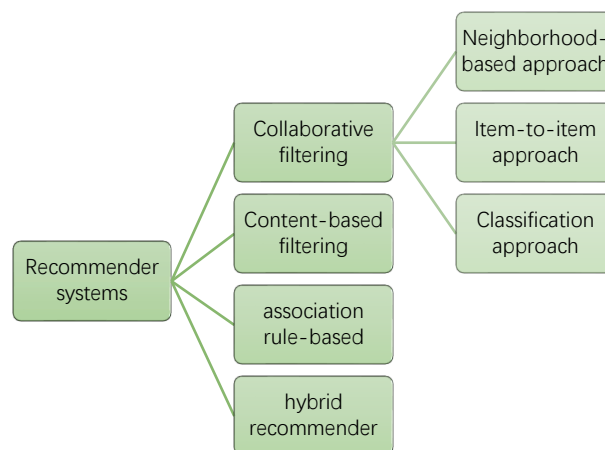 Neighborhood-
based approach
Collaborative
filtering
Item-to-item
approach
Content-based
filtering
Classification
approach
Recommender
systems
association
rule-based
hybrid
recommender